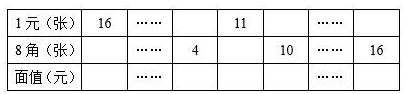 1元（张） 16 …… 11 ……
8角（张） …… 4 10 …… 16
面值（元） …… ……